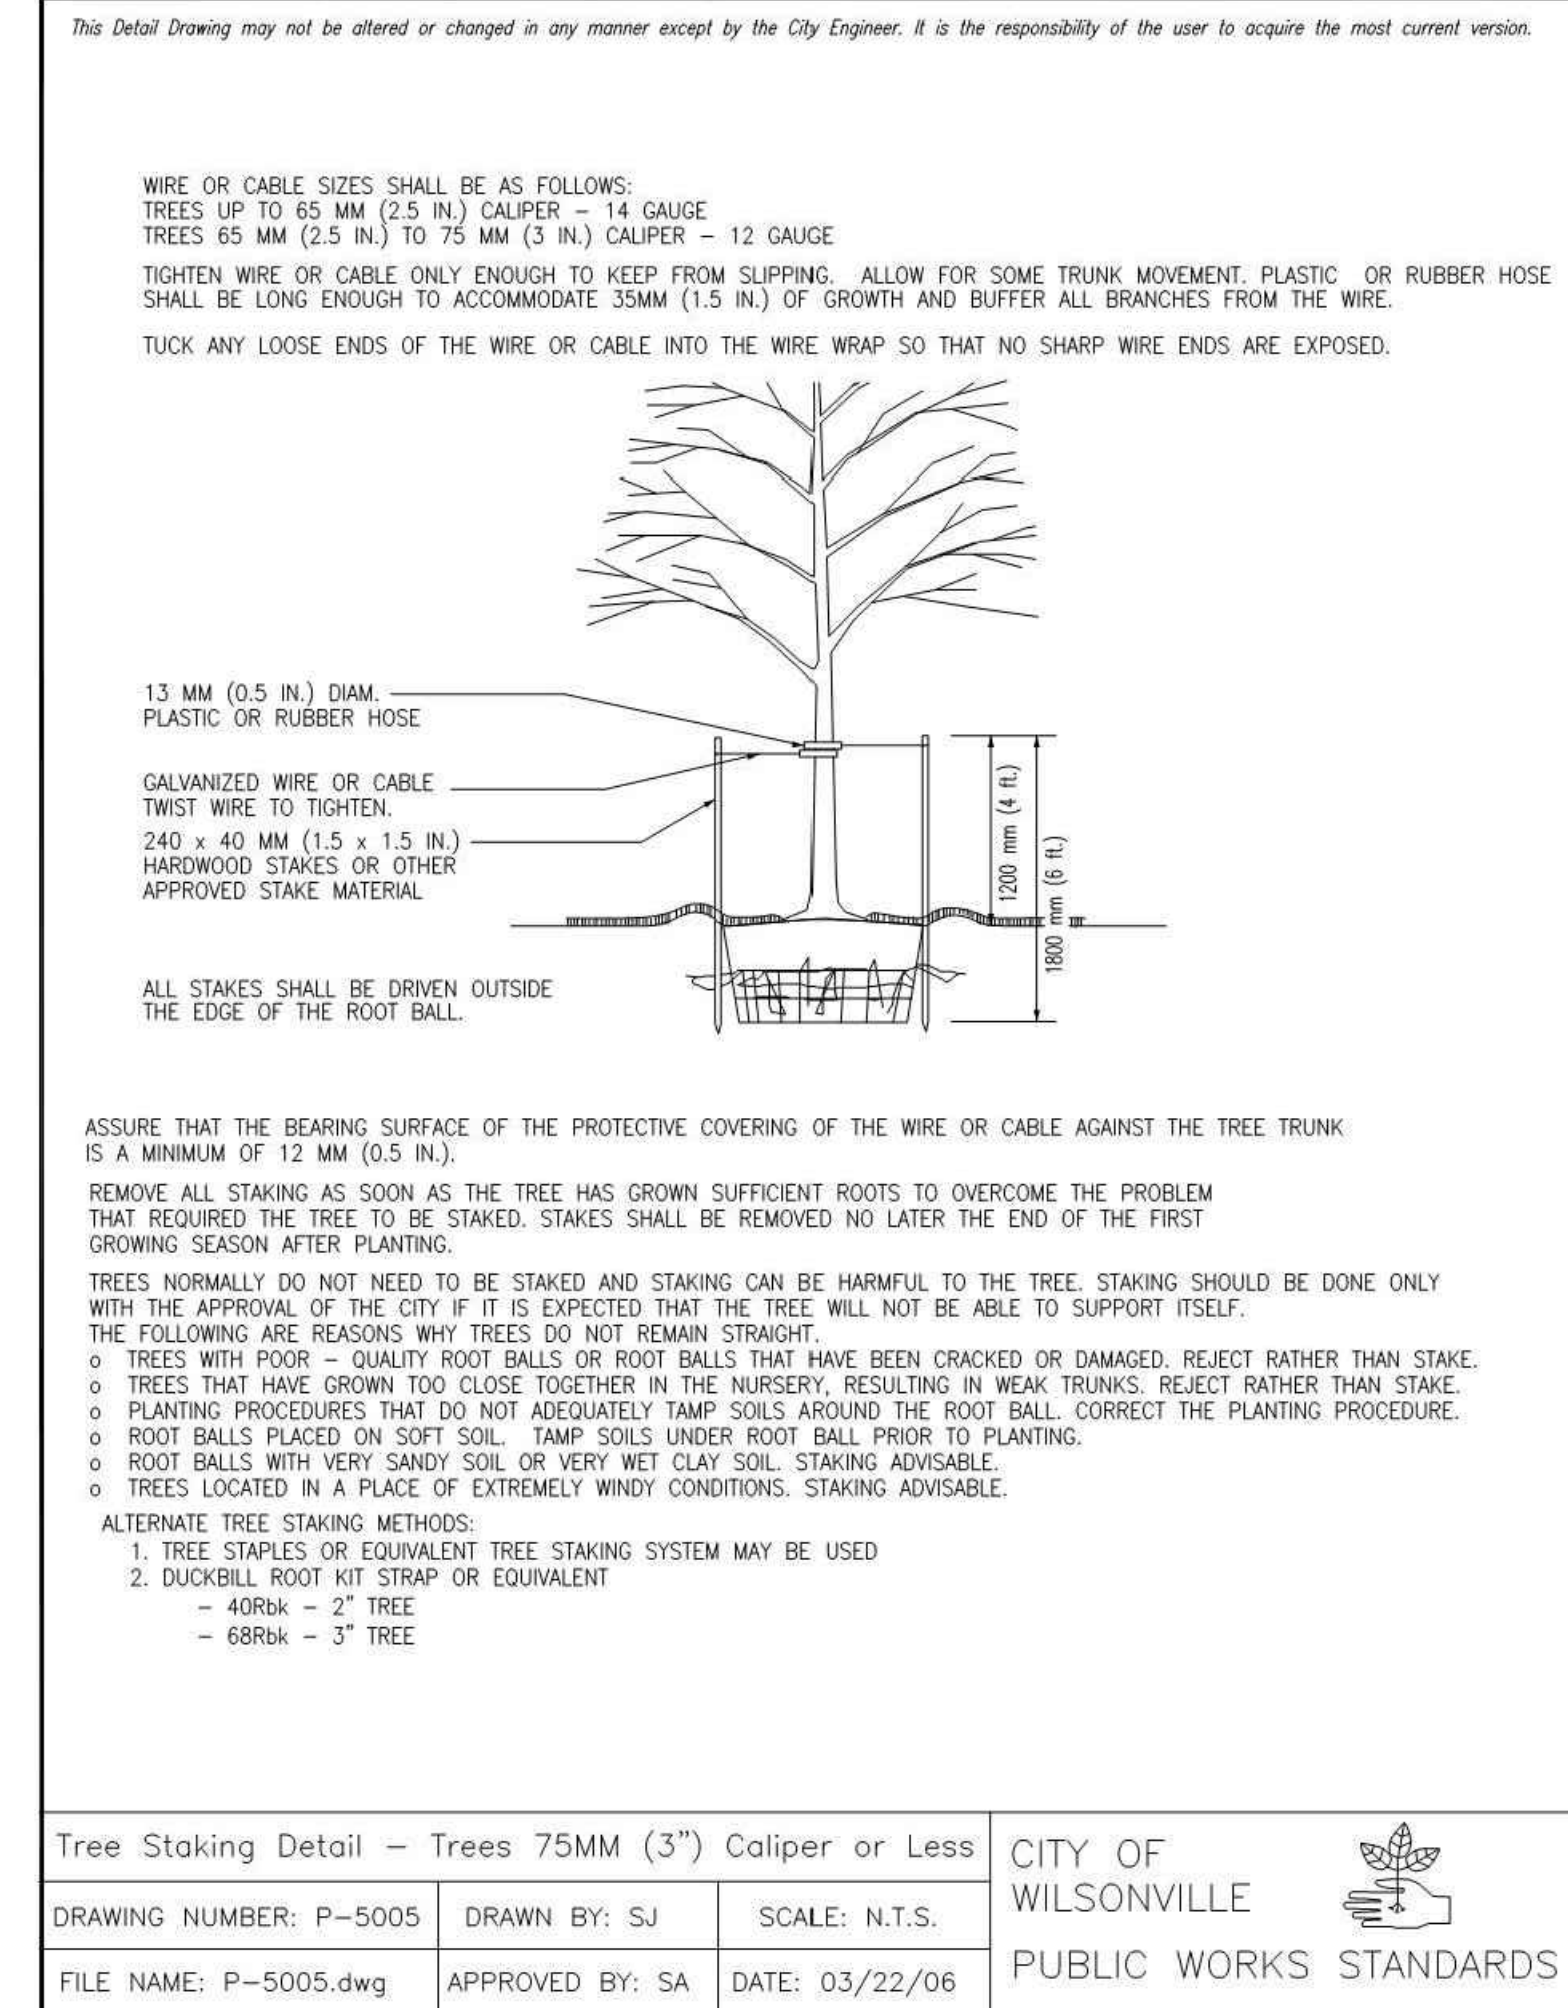 This Detail Drawing may not be altered or changed in any manner except by the City Engineer. It is the responsibility of the user to acquire the most current version.
WIRE OR CABLE SIZES SHALL BE AS FOLLOWS:
TREES UP TO 65 MM (2.5 IN.) CALIPER – 14 GAUGE
TREES 65 MM (2.5 IN.) TO 75 MM (3 IN.) CALIPER – 12 GAUGE
TIGHTEN WIRE OR CABLE ONLY ENOUGH TO KEEP FROM SLIPPING. ALLOW FOR SOME TRUNK MOVEMENT. PLASTIC OR RUBBER HOSE
SHALL BE LONG ENOUGH TO ACCOMMODATE 35MM (1.5 IN.) OF GROWTH AND BUFFER ALL BRANCHES FROM THE WIRE.
TUCK ANY LOOSE ENDS OF THE WIRE OR CABLE INTO THE WIRE WRAP SO THAT NO SHARP WIRE ENDS ARE EXPOSED.
13 MM (0.5 IN.) DIAM.
PLASTIC OR RUBBER HOSE
GALVANIZED WIRE OR CABLE
TWIST WIRE TO TIGHTEN.
240 x 40 MM (1.5 x 1.5 IN.)
HARDWOOD STAKES OR OTHER
APPROVED STAKE MATERIAL
1200 mm (4 ft.)
1800 mm (6 ft.)
ALL STAKES SHALL BE DRIVEN OUTSIDE
THE EDGE OF THE ROOT BALL.
ASSURE THAT THE BEARING SURFACE OF THE PROTECTIVE COVERING OF THE WIRE OR CABLE AGAINST THE TREE TRUNK
IS A MINIMUM OF 12 MM (0.5 IN.).
REMOVE ALL STAKING AS SOON AS THE TREE HAS GROWN SUFFICIENT ROOTS TO OVERCOME THE PROBLEM
THAT REQUIRED THE TREE TO BE STAKED. STAKES SHALL BE REMOVED NO LATER THE END OF THE FIRST
GROWING SEASON AFTER PLANTING.
TREES NORMALLY DO NOT NEED TO BE STAKED AND STAKING CAN BE HARMFUL TO THE TREE. STAKING SHOULD BE DONE ONLY
WITH THE APPROVAL OF THE CITY IF IT IS EXPECTED THAT THE TREE WILL NOT BE ABLE TO SUPPORT ITSELF.
THE FOLLOWING ARE REASONS WHY TREES DO NOT REMAIN STRAIGHT.
o TREES WITH POOR – QUALITY ROOT BALLS OR ROOT BALLS THAT HAVE BEEN CRACKED OR DAMAGED. REJECT RATHER THAN STAKE.
o TREES THAT HAVE GROWN TOO CLOSE TOGETHER IN THE NURSERY, RESULTING IN WEAK TRUNKS. REJECT RATHER THAN STAKE.
o PLANTING PROCEDURES THAT DO NOT ADEQUATELY TAMP SOILS AROUND THE ROOT BALL. CORRECT THE PLANTING PROCEDURE.
o ROOT BALLS PLACED ON SOFT SOIL. TAMP SOILS UNDER ROOT BALL PRIOR TO PLANTING.
o ROOT BALLS WITH VERY SANDY SOIL OR VERY WET CLAY SOIL. STAKING ADVISABLE.
o TREES LOCATED IN A PLACE OF EXTREMELY WINDY CONDITIONS. STAKING ADVISABLE.
ALTERNATE TREE STAKING METHODS:
1. TREE STAPLES OR EQUIVALENT TREE STAKING SYSTEM MAY BE USED
2. DUCKBILL ROOT KIT STRAP OR EQUIVALENT
– 40Rbk – 2" TREE
– 68Rbk – 3" TREE
Tree Staking Detail – Trees 75MM (3") Caliper or Less
DRAWING NUMBER: P–5005
DRAWN BY: SJ
SCALE: N.T.S.
FILE NAME: P–5005.dwg
APPROVED BY: SA
DATE: 03/22/06
CITY OF
WILSONVILLE
PUBLIC WORKS STANDARDS